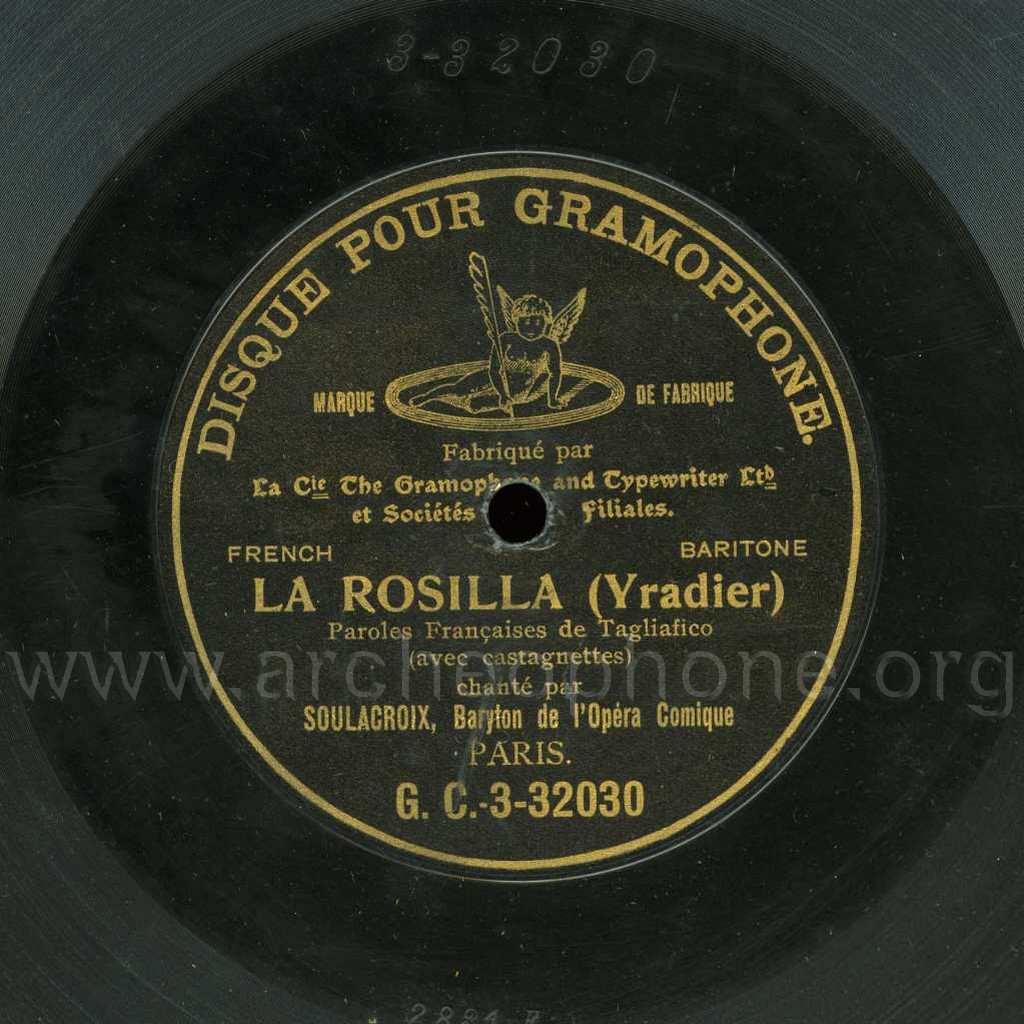 3-32030
DISQUE POUR GRAMOPHONE.
MARQUE DE FABRIQUE
Fabriqué par
La Cie The Gramophone and Typewriter Ltd
et Sociétés Filiales.
FRENCH BARITONE
LA ROSILLA (Yradier)
Paroles Françaises de Tagliafico
(avec castagnettes)
www.archeophone.org
chanté par
SOULACROIX, Baryton de l'Opéra Comique
PARIS.
G. C.-3-32030